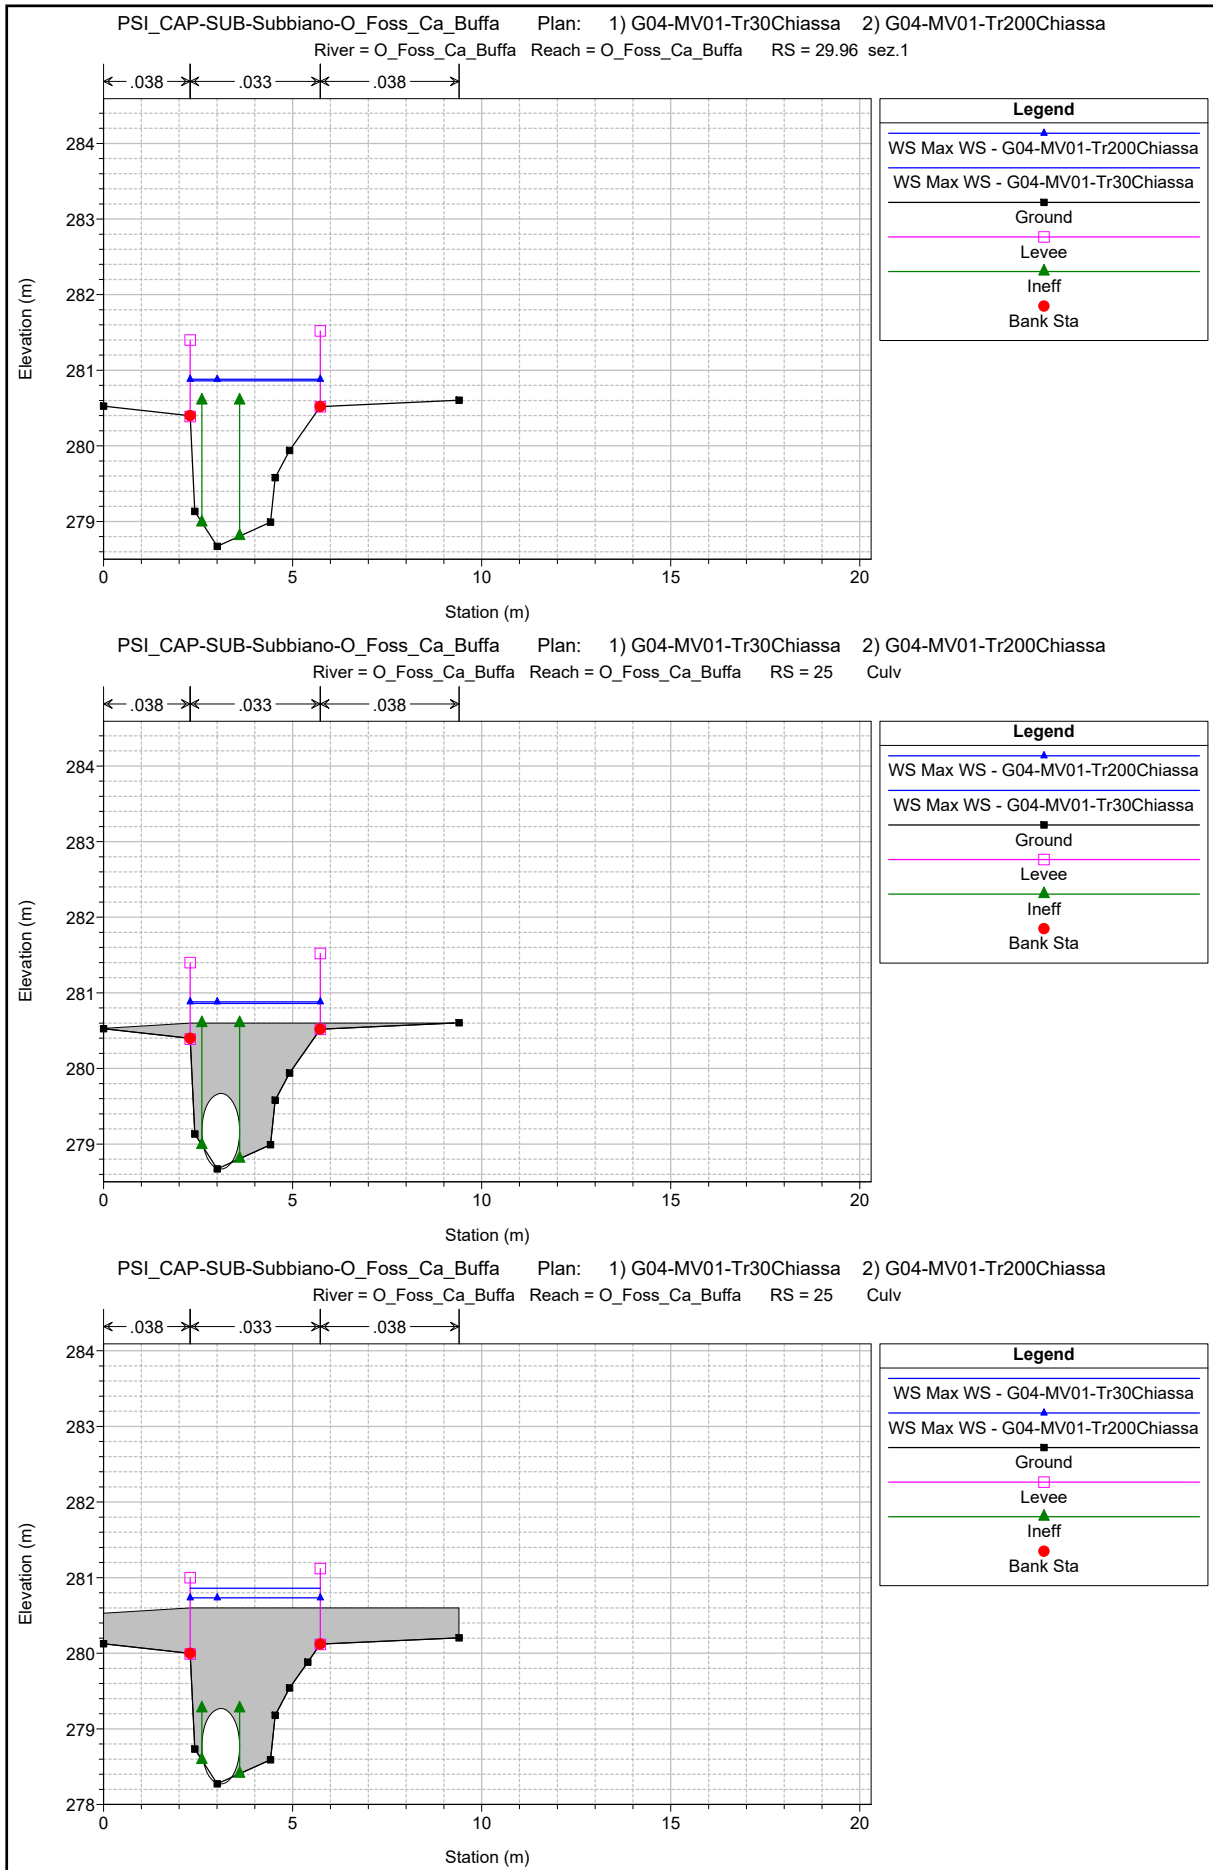 PSI_CAP-SUB-Subbiano-O_Foss_Ca_Buffa Plan: 1) G04-MV01-Tr30Chiassa 2) G04-MV01-Tr200Chiassa
River = O_Foss_Ca_Buffa Reach = O_Foss_Ca_Buffa RS = 29.96 sez.1
.038 .033 .038
Legend
WS Max WS - G04-MV01-Tr200Chiassa
WS Max WS - G04-MV01-Tr30Chiassa
Ground
Levee
Ineff
Bank Sta
284
283
282
281
280
279
Elevation (m)
0 5 10 15 20
Station (m)
PSI_CAP-SUB-Subbiano-O_Foss_Ca_Buffa Plan: 1) G04-MV01-Tr30Chiassa 2) G04-MV01-Tr200Chiassa
River = O_Foss_Ca_Buffa Reach = O_Foss_Ca_Buffa RS = 25 Culv
.038 .033 .038
Legend
WS Max WS - G04-MV01-Tr200Chiassa
WS Max WS - G04-MV01-Tr30Chiassa
Ground
Levee
Ineff
Bank Sta
284
283
282
281
280
279
Elevation (m)
0 5 10 15 20
Station (m)
PSI_CAP-SUB-Subbiano-O_Foss_Ca_Buffa Plan: 1) G04-MV01-Tr30Chiassa 2) G04-MV01-Tr200Chiassa
River = O_Foss_Ca_Buffa Reach = O_Foss_Ca_Buffa RS = 25 Culv
.038 .033 .038
Legend
WS Max WS - G04-MV01-Tr30Chiassa
WS Max WS - G04-MV01-Tr200Chiassa
Ground
Levee
Ineff
Bank Sta
284
283
282
281
280
279
278
Elevation (m)
0 5 10 15 20
Station (m)